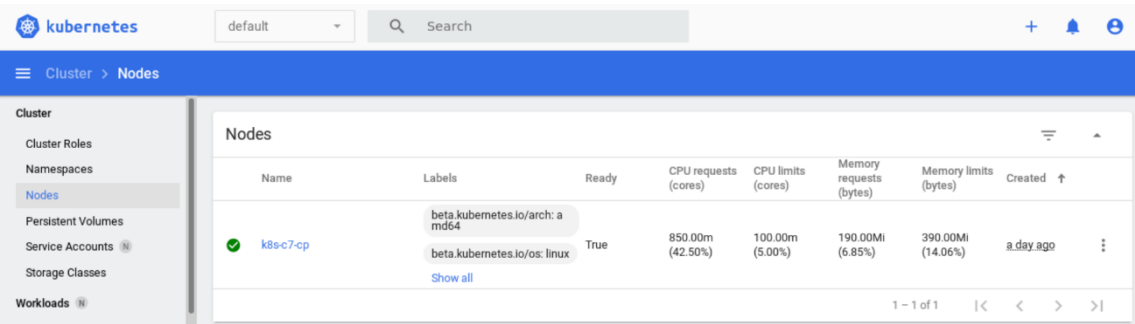 kubernetes
default
Search
Cluster > Nodes
Cluster
Cluster Roles
Namespaces
Nodes
Persistent Volumes
Service Accounts N
Storage Classes
Workloads N
Nodes
Name
Labels
Ready
CPU requests
(cores)
CPU limits
(cores)
Memory
requests
(bytes)
Memory limits
(bytes)
Created
k8s-c7-cp
beta.kubernetes.io/arch: a
md64
beta.kubernetes.io/os: linux
Show all
True
850.00m
(42.50%)
100.00m
(5.00%)
190.00Mi
(6.85%)
390.00Mi
(14.06%)
a day ago
1 – 1 of 1